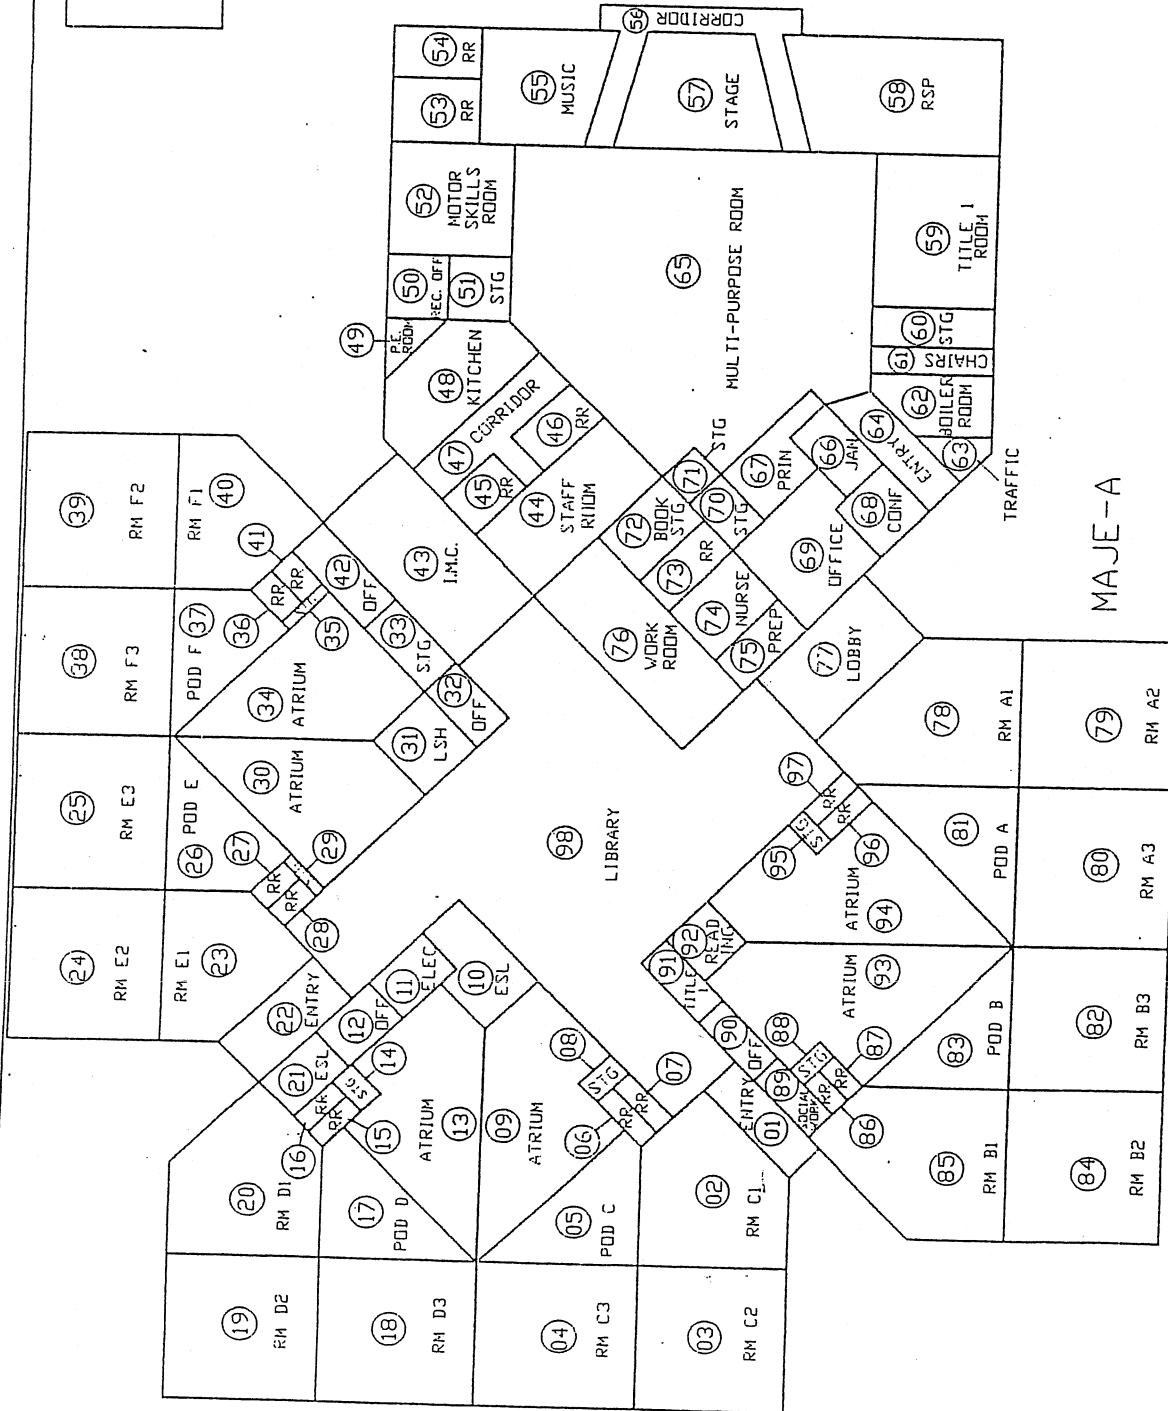 54
RR
53
RR
55
MUSIC
56
CORRIDOR
57
STAGE
58
RSP
52
MOTOR
SKILLS
ROOM
50
REC. OFF
51
STG
49
P.E.
ROOM
48
KITCHEN
47
CORRIDOR
46
RR
45
RR
44
STAFF
ROOM
65
MULTI-PURPOSE ROOM
59
TITLE 1
ROOM
60
STG
61
CHAIRS
62
BOILER
ROOM
63
TRAFFIC
64
ENTRY
66
JAN
67
PRIN
68
CONF
69
OFFICE
70
STG
71
STG
72
BOOK
STG
73
RR
74
NURSE
75
PREP
76
WORK
ROOM
77
LOBBY
MAJE-A
39
RM F2
40
RM F1
41
RR
42
OFF
43
I.M.C.
38
RM F3
37
POD F
36
RR
35
34
ATRIUM
33
STG
32
OFF
31
LSH
30
ATRIUM
25
RM E3
26
POD E
27
RR
28
RR
29
24
RM E2
23
RM E1
22
ENTRY
12
OFF
11
ELEC
10
ESL
21
ESL
14
STG
15
RR
16
RR
13
ATRIUM
09
ATRIUM
08
STG
07
RR
06
RR
20
RM D1
17
POD D
19
RM D2
18
RM D3
05
POD C
04
RM C3
02
RM C1
03
RM C2
01
ENTRY
98
LIBRARY
78
RM A1
79
RM A2
81
POD A
80
RM A3
97
RR
96
RR
95
STG
94
ATRIUM
92
READ
ING
91
TITLE
1
90
OFF
93
ATRIUM
89
SOCIAL
WORK
88
STG
87
RR
86
RR
83
POD B
82
RM B3
85
RM B1
84
RM B2